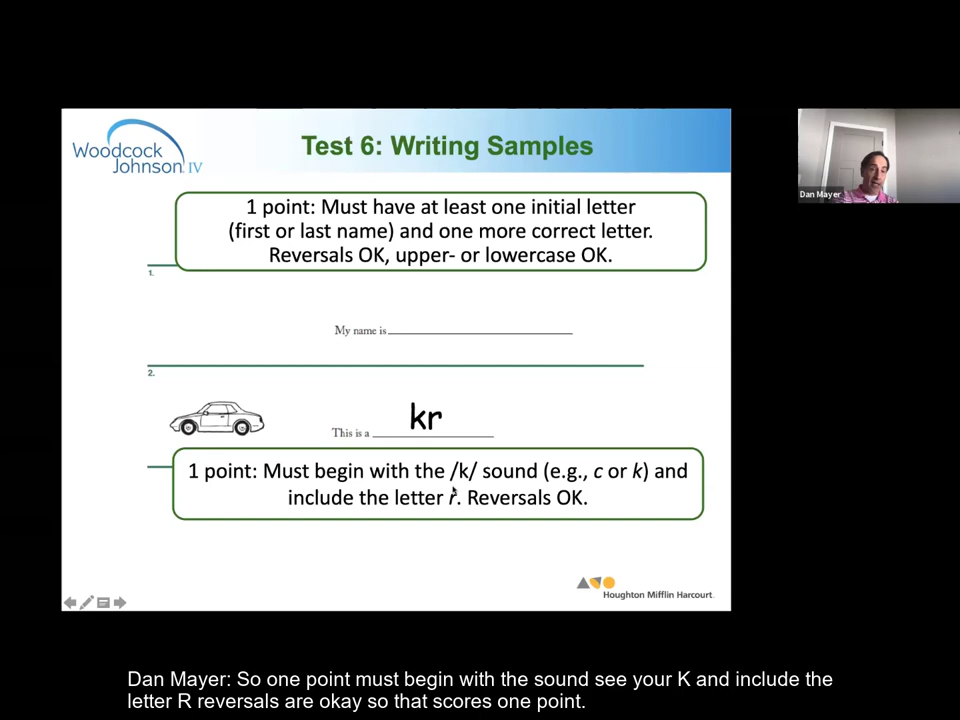 Woodcock
Johnson IV
Test 6: Writing Samples
Dan Mayer
1 point: Must have at least one initial letter
(first or last name) and one more correct letter.
Reversals OK, upper- or lowercase OK.
1.
My name is
2.
kr
This is a
1 point: Must begin with the /k/ sound (e.g., c or k) and
include the letter r. Reversals OK.
Houghton Mifflin Harcourt
Dan Mayer: So one point must begin with the sound see your K and include the
letter R reversals are okay so that scores one point.